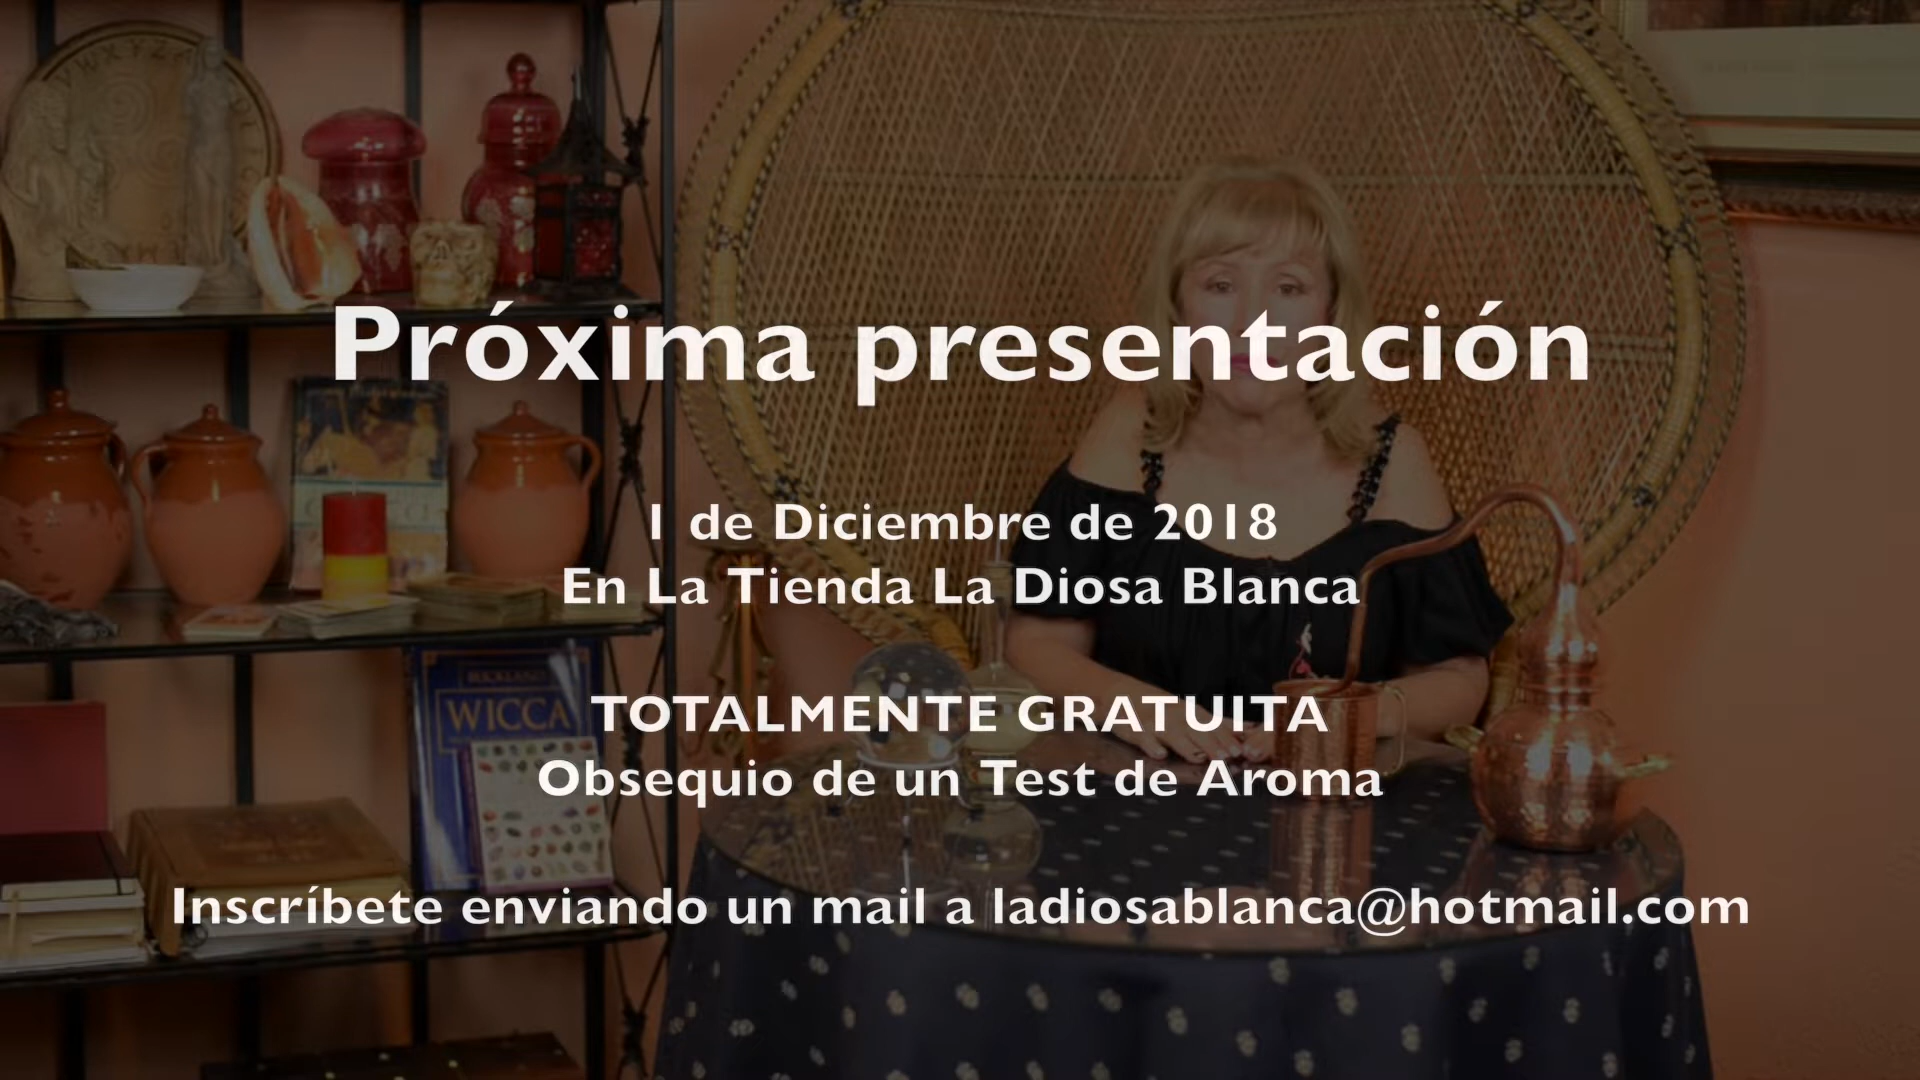 Próxima presentación
1 de Diciembre de 2018
En La Tienda La Diosa Blanca
TOTALMENTE GRATUITA
Obsequio de un Test de Aroma
Inscríbete enviando un mail a ladiosablanca@hotmail.com
BUCKLAND'S
WICCA